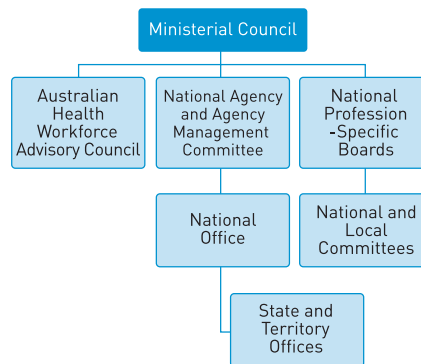 Ministerial Council
Australian
Health
Workforce
Advisory Council
National Agency
and Agency
Management
Committee
National
Profession
-Specific
Boards
National
Office
National and
Local
Committees
State and
Territory
Offices